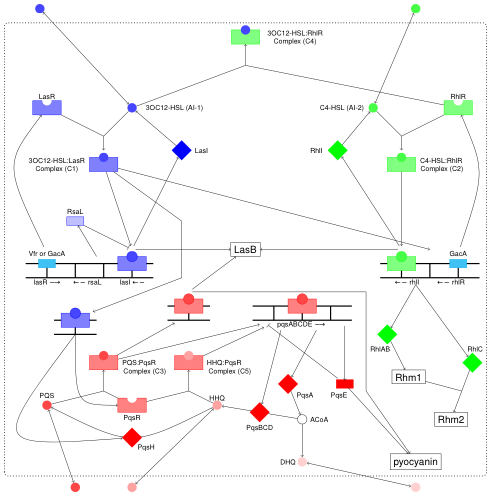 3OC12-HSL:RhlR
Complex (C4)
LasR
3OC12-HSL (AI-1)
C4-HSL (AI-2)
RhlR
LasI
RhlI
3OC12-HSL:LasR
Complex (C1)
C4-HSL:RhlR
Complex (C2)
RsaL
LasB
Vfr or GacA
GacA
lasR →
← rsaL
lasI ←
← rhlI
← rhlR
pqsABCDE →
RhlAB
RhlC
PQS:PqsR
Complex (C3)
HHQ:PqsR
Complex (C5)
Rhm1
PqsA
PqsE
PQS
PqsR
HHQ
PqsBCD
ACoA
Rhm2
PqsH
DHQ
pyocyanin